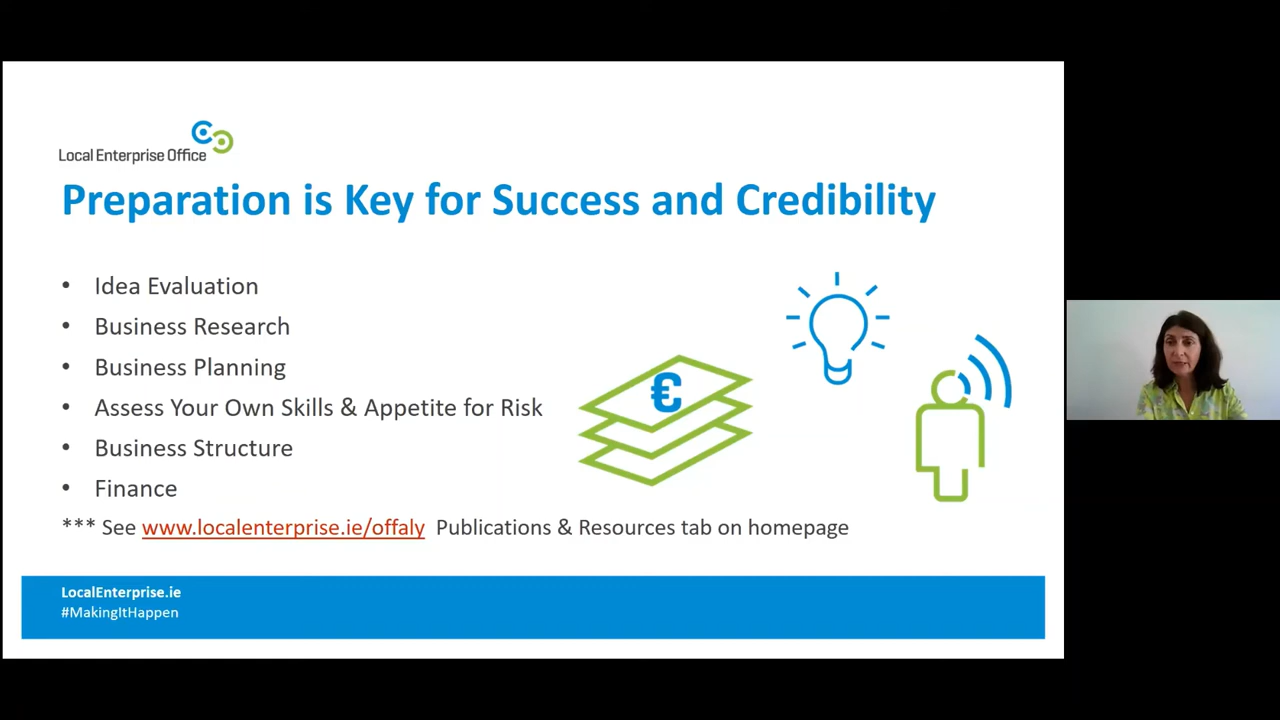 Local Enterprise Office
Preparation is Key for Success and Credibility
• Idea Evaluation
• Business Research
• Business Planning
• Assess Your Own Skills & Appetite for Risk
• Business Structure
• Finance
*** See www.localenterprise.ie/offaly Publications & Resources tab on homepage
€
LocalEnterprise.ie
#MakingItHappen